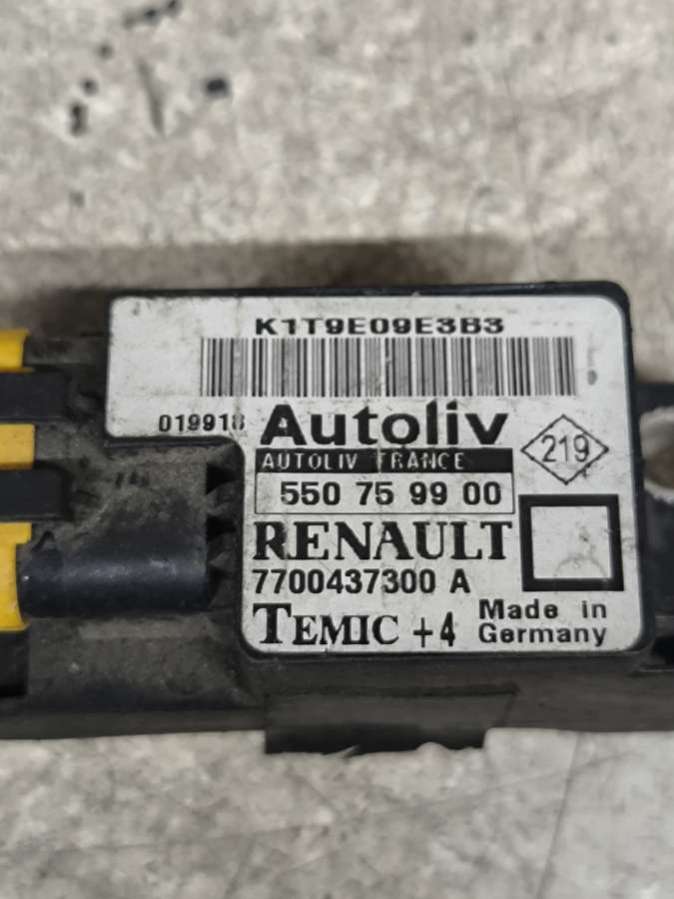 K1T9E09E3B3
019918 Autoliv
AUTOLIV FRANCE
219
550 75 99 00
RENAULT
7700437300 A
TEMIC +4 Made in
Germany